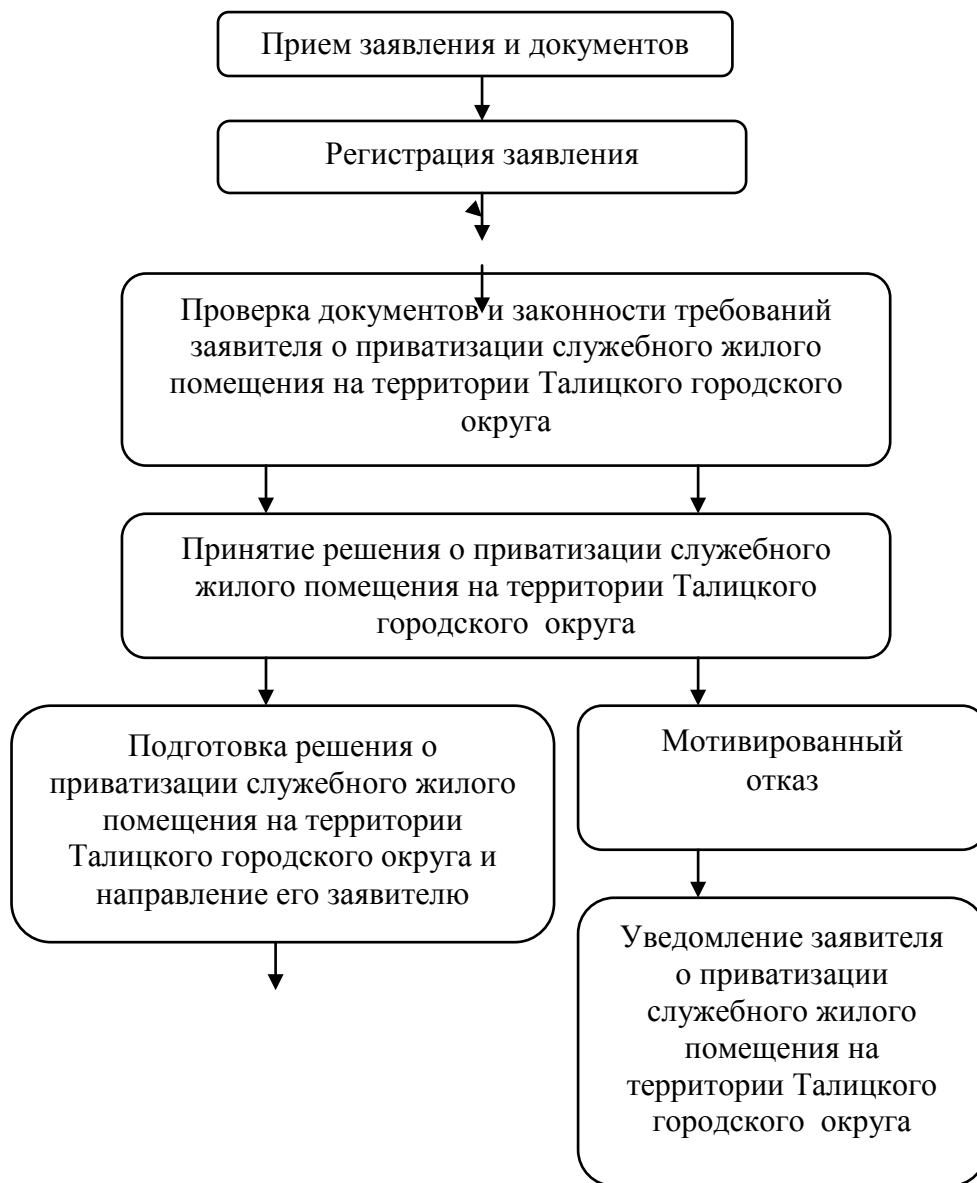 Прием заявления и документов
Регистрация заявления
Проверка документов и законности требований
заявителя о приватизации служебного жилого
помещения на территории Талицкого городского
округа
Принятие решения о приватизации служебного
жилого помещения на территории Талицкого
городского  округа
Подготовка решения о
приватизации служебного жилого
помещения на территории
Талицкого городского округа и
направление его заявителю
Мотивированный
отказ
Уведомление заявителя
о приватизации
служебного жилого
помещения на
территории Талицкого
городского  округа